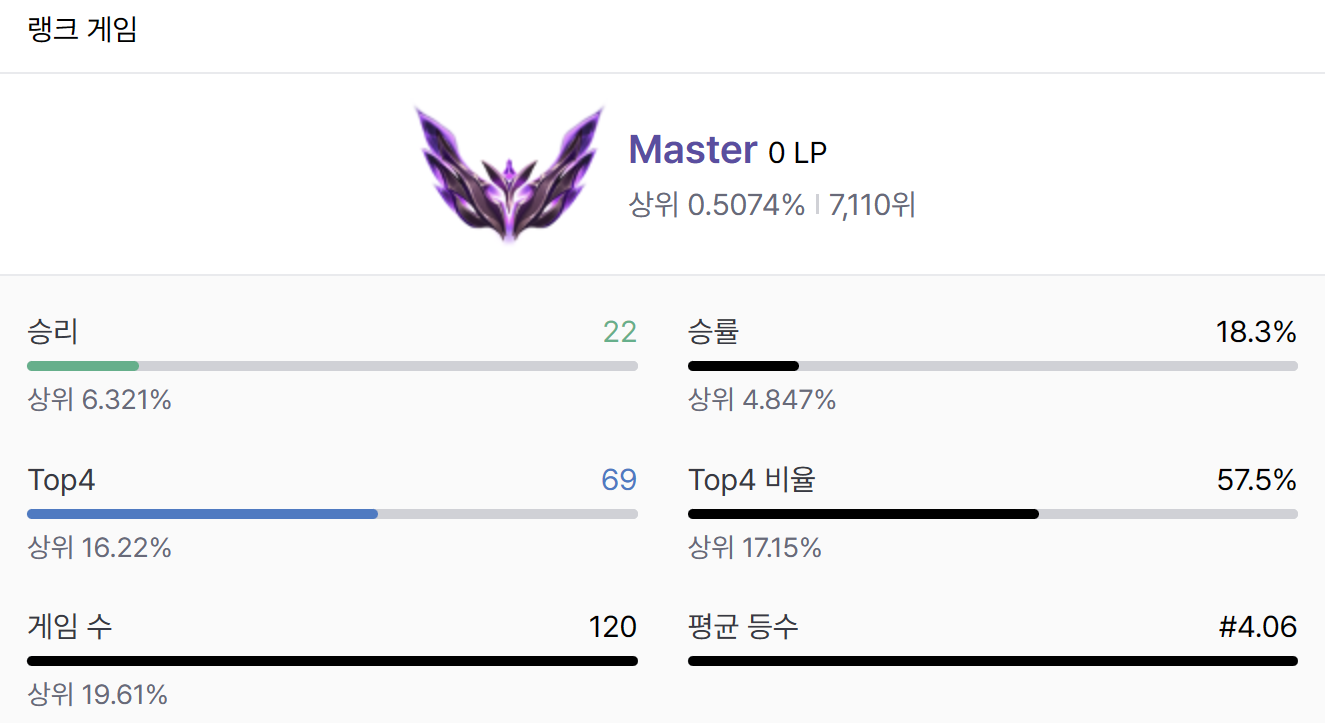 랭크 게임
Master 0 LP
상위 0.5074% | 7,110위
승리 22
상위 6.321%
승률 18.3%
상위 4.847%
Top4 69
상위 16.22%
Top4 비율 57.5%
상위 17.15%
게임 수 120
상위 19.61%
평균 등수 #4.06